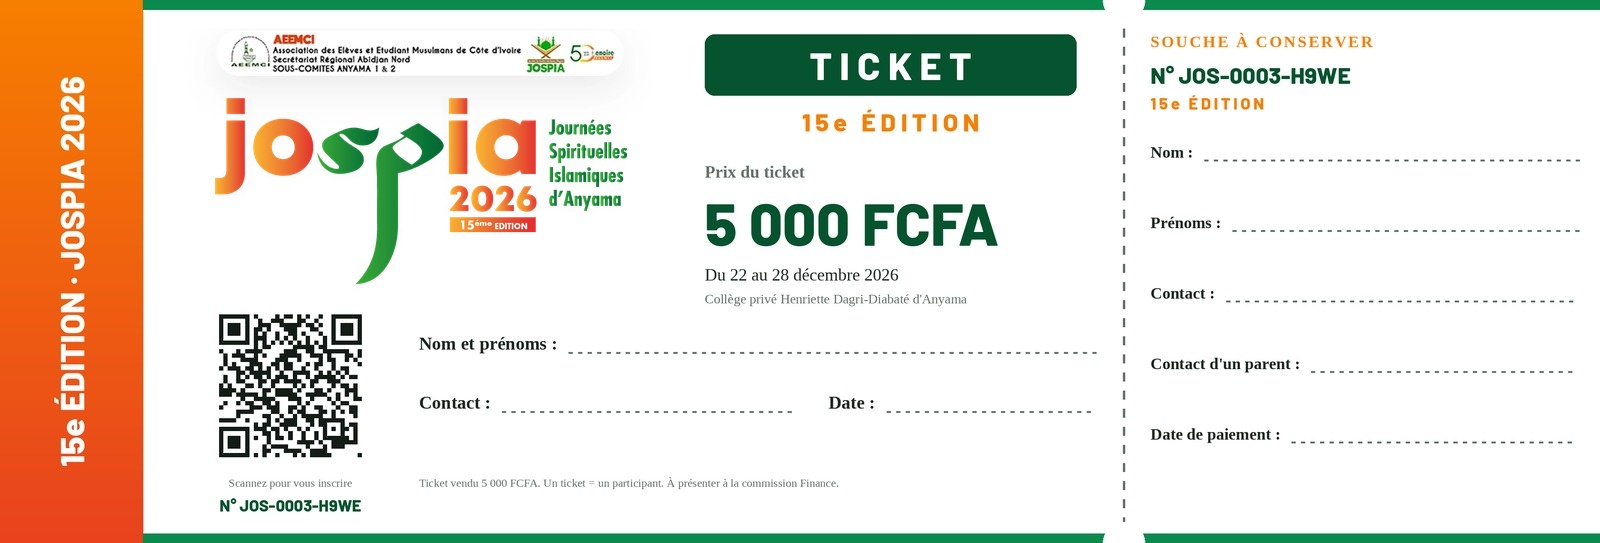 15e ÉDITION · JOSPIA 2026
AEEMCI
Association des Elèves et Etudiant Musulmans de Côte d'Ivoire
Secrétariat Régional Abidjan Nord
SOUS-COMITES ANYAMA 1 & 2
AEEMCI
JOSPIA
50 enaire
jospia
Journées
Spirituelles
Islamiques
d'Anyama
2026
15ème EDITION
TICKET
15e ÉDITION
Prix du ticket
5 000 FCFA
Du 22 au 28 décembre 2026
Collège privé Henriette Dagri-Diabaté d'Anyama
Nom et prénoms :
Contact :
Date :
Scannez pour vous inscrire
N° JOS-0003-H9WE
Ticket vendu 5 000 FCFA. Un ticket = un participant. À présenter à la commission Finance.
SOUCHE À CONSERVER
N° JOS-0003-H9WE
15e ÉDITION
Nom :
Prénoms :
Contact :
Contact d'un parent :
Date de paiement :